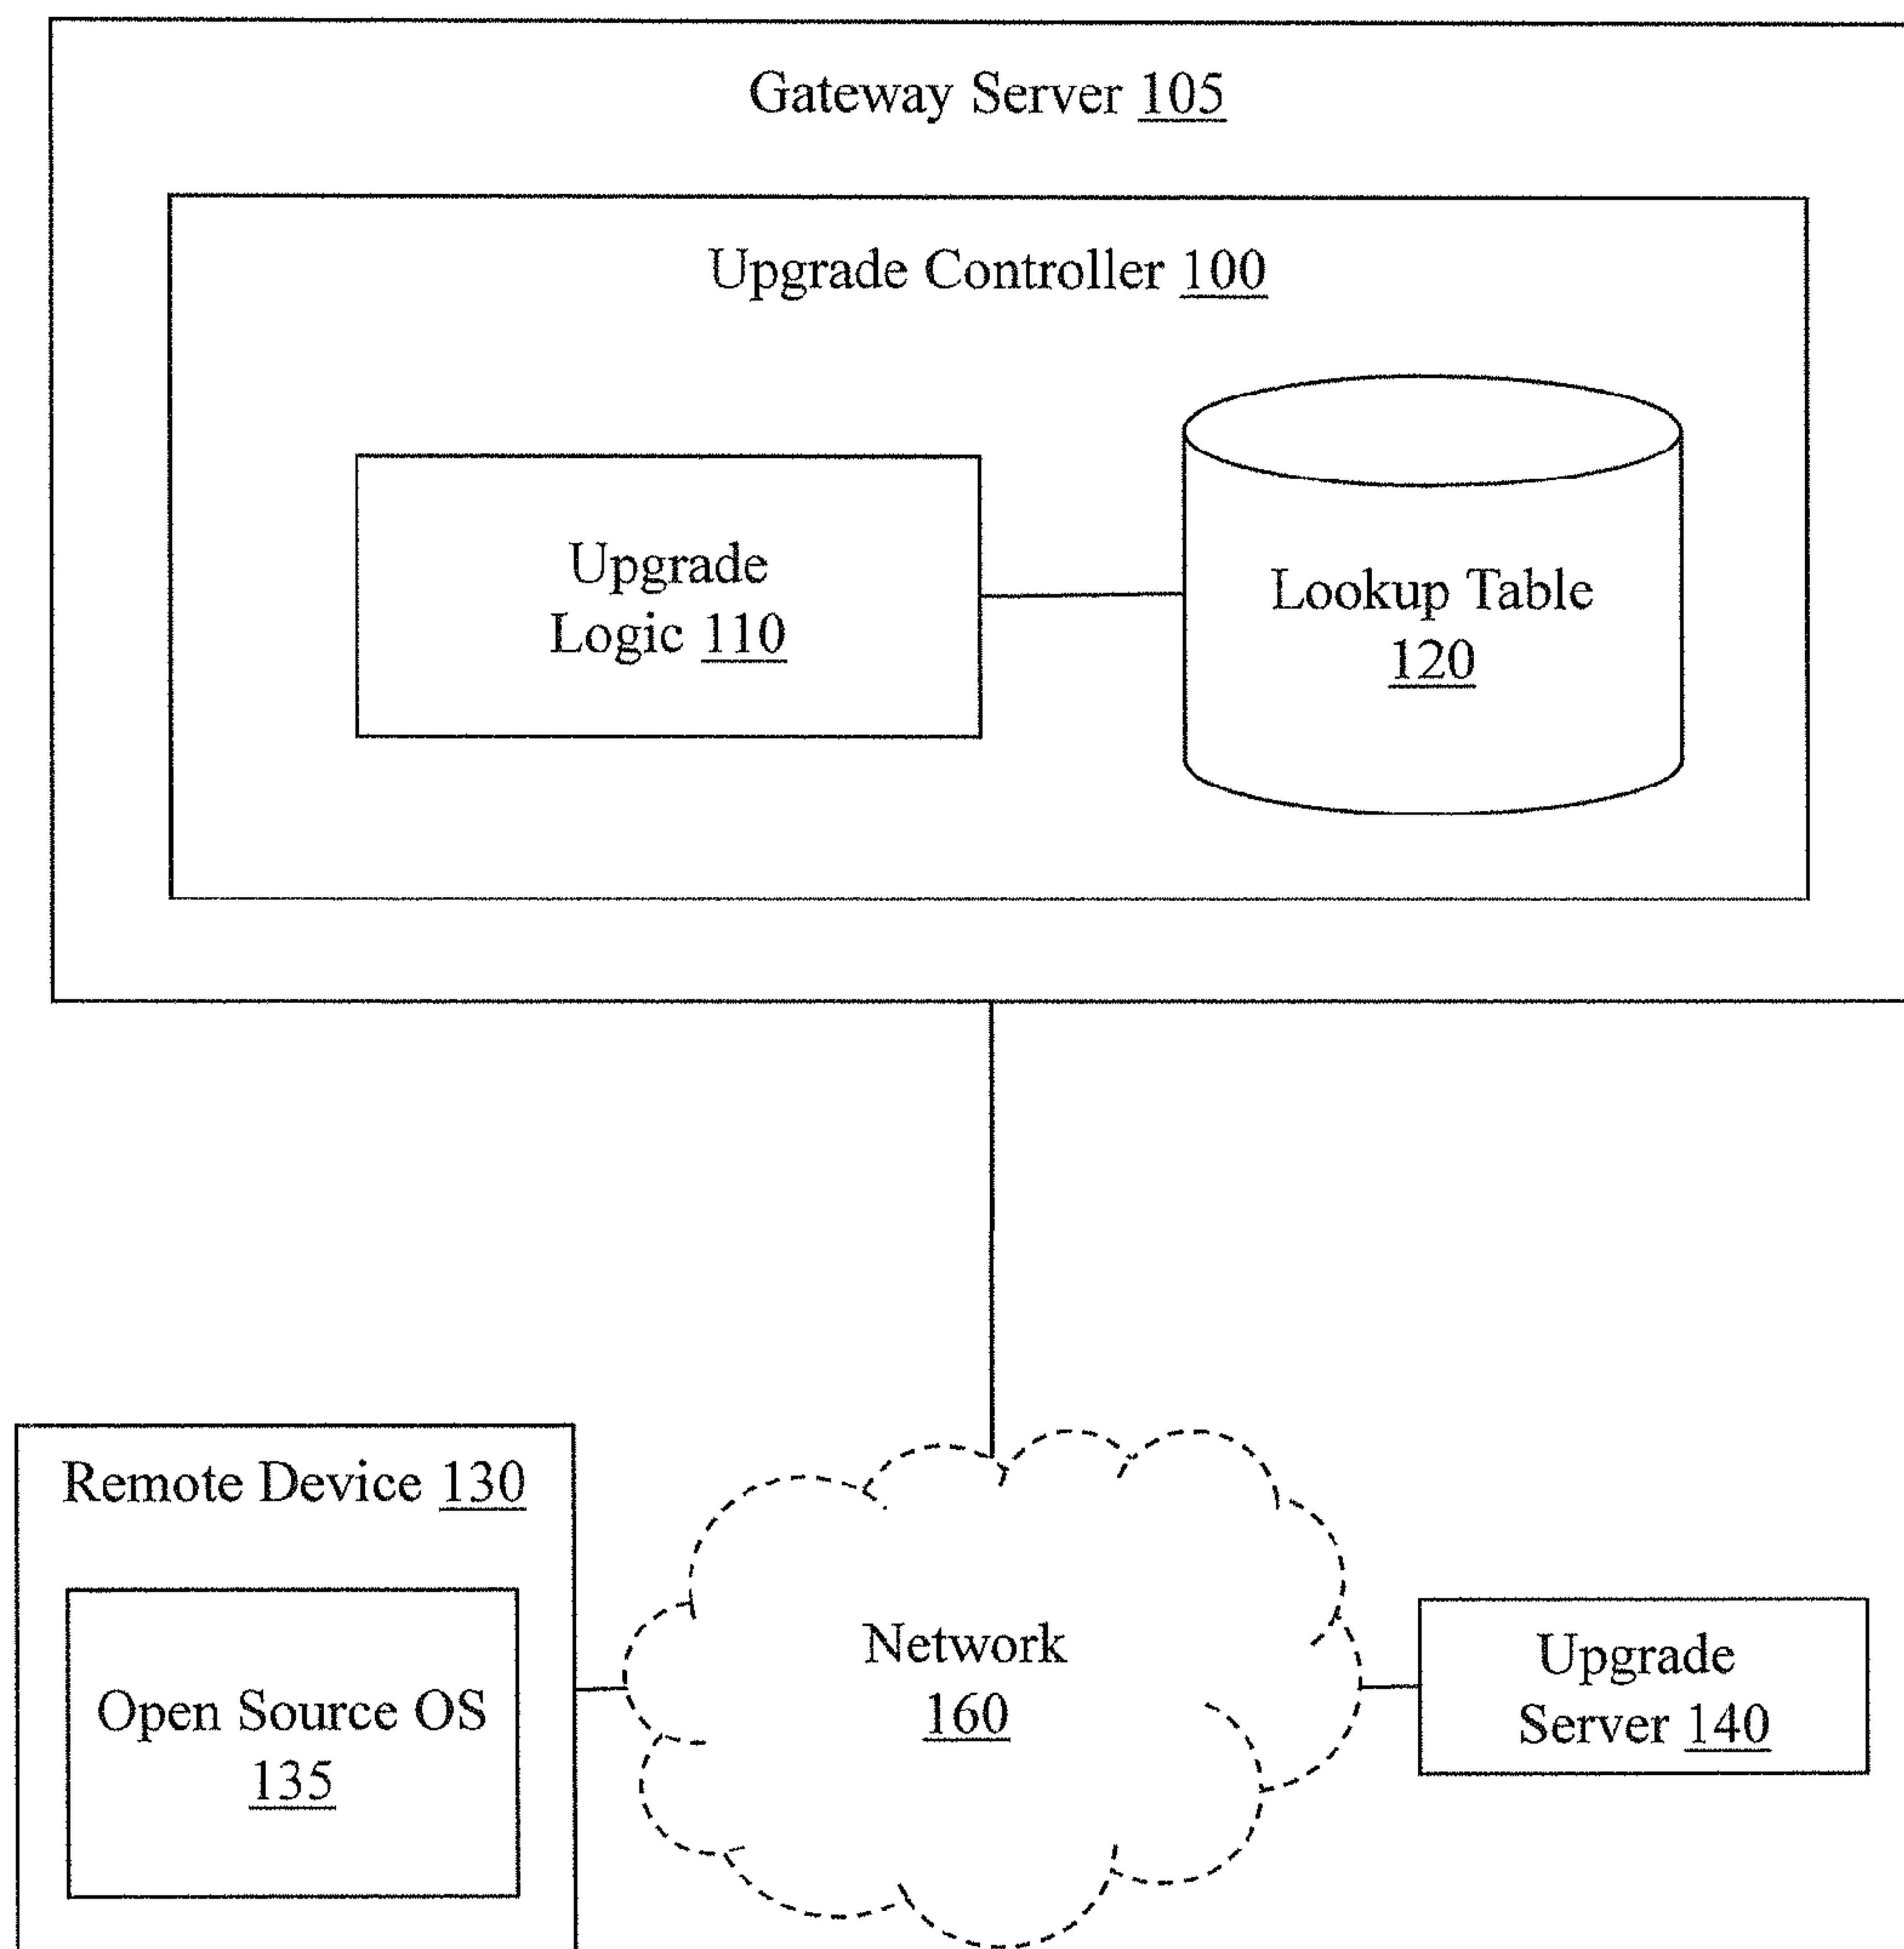 Gateway Server 105
Upgrade Controller 100
Upgrade
Logic 110
Lookup Table
120
Remote Device 130
Open Source OS
135
Network
160
Upgrade
Server 140